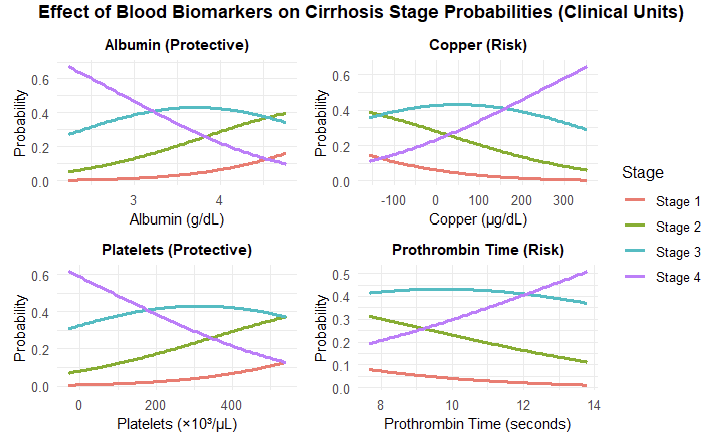 Effect of Blood Biomarkers on Cirrhosis Stage Probabilities (Clinical Units)
Albumin (Protective)
Probability
0.6
0.4
0.2
0.0
3 4
Albumin (g/dL)
Copper (Risk)
Probability
0.6
0.4
0.2
0.0
-100 0 100 200 300
Copper (µg/dL)
Platelets (Protective)
Probability
0.6
0.4
0.2
0.0
0 200 400
Platelets (×10³/µL)
Prothrombin Time (Risk)
Probability
0.5
0.4
0.3
0.2
0.1
0.0
8 10 12 14
Prothrombin Time (seconds)
Stage
Stage 1
Stage 2
Stage 3
Stage 4